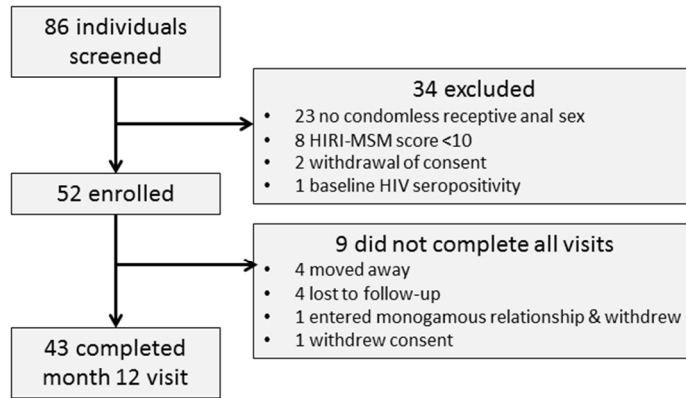 86 individuals
screened
34 excluded
• 23 no condomless receptive anal sex
• 8 HIRI-MSM score <10
• 2 withdrawal of consent
• 1 baseline HIV seropositivity
52 enrolled
9 did not complete all visits
• 4 moved away
• 4 lost to follow-up
• 1 entered monogamous relationship & withdrew
• 1 withdrew consent
43 completed
month 12 visit